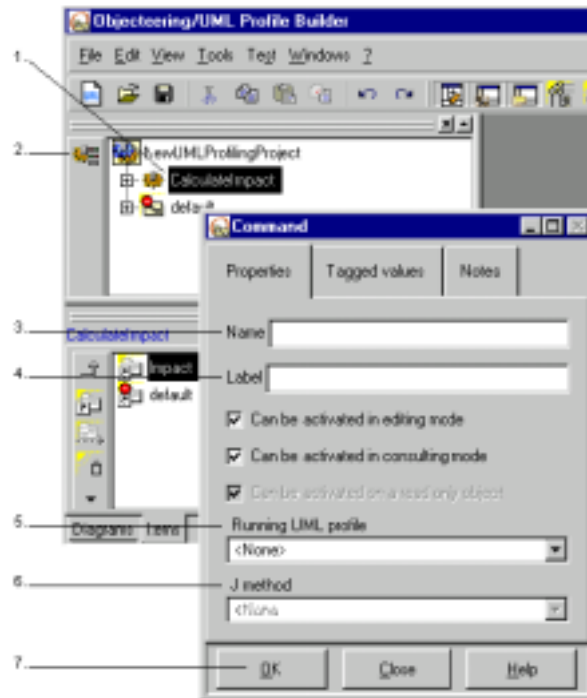 Objecteering/UML Profile Builder
File Edit View Tools Test Windows ?
1.
2.
NewUMLProfilingProject
CalculateImpact
default
Command
Properties Tagged values Notes
3.
Name
CalculateImpact
4.
Label
Impact
default
Can be activated in editing mode
Can be activated in consulting mode
Can be activated on a read only object
5.
Running UML profile
<None>
Diagrams Items
6.
J method
<None
7.
OK Close Help